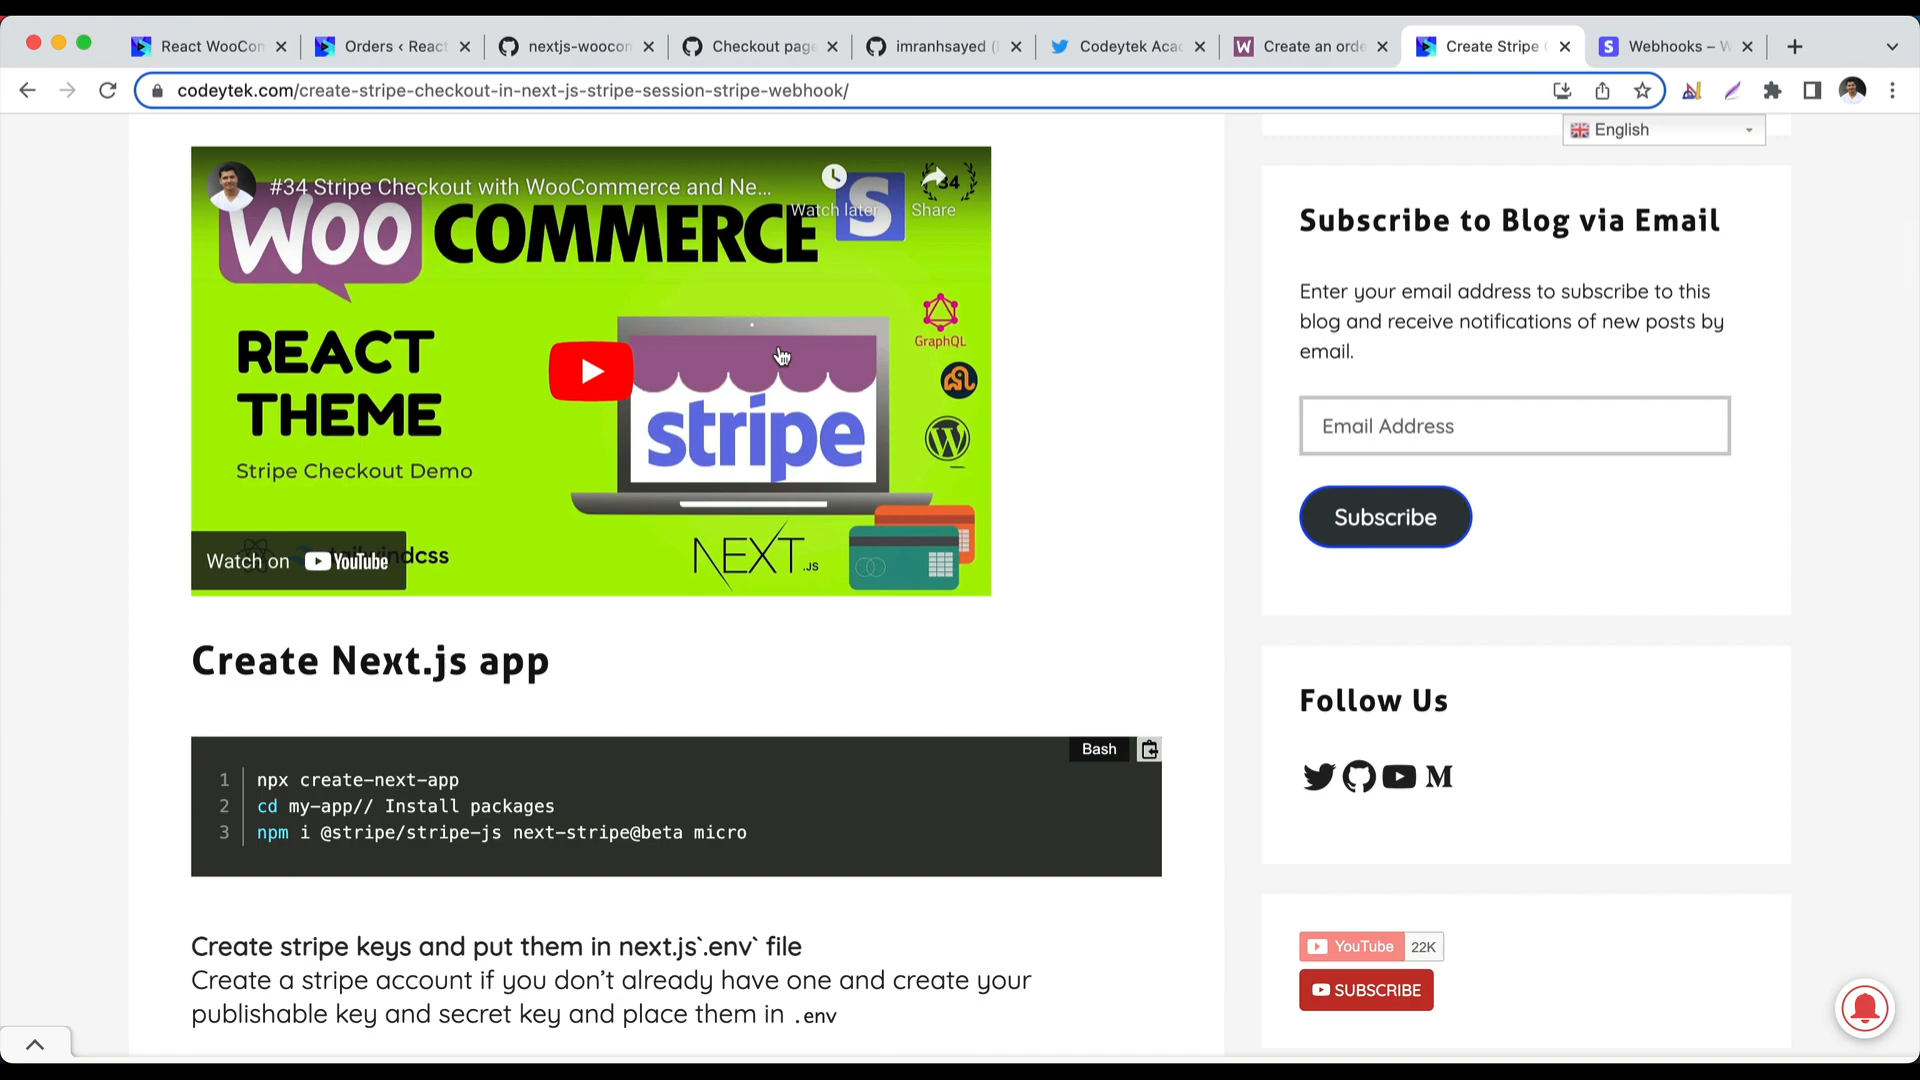 React WooCon
Orders ‹ Reac
nextjs-woocon
Checkout page
imranhsayed (
Codeytek Aca
Create an orde
Create Stripe
Webhooks –
codeytek.com/create-stripe-checkout-in-next-js-stripe-session-stripe-webhook/
English
#34 Stripe Checkout with WooCommerce and Ne...
Watch later
Share
34
S
WOO COMMERCE
REACT
THEME
Stripe Checkout Demo
GraphQL
stripe
NEXT.JS
Watch on YouTube
ndcss
Create Next.js app
Bash
1 npx create-next-app
2 cd my-app// Install packages
3 npm i @stripe/stripe-js next-stripe@beta micro
Create stripe keys and put them in next.js`.env` file
Create a stripe account if you don't already have one and create your
publishable key and secret key and place them in .env
Subscribe to Blog via Email
Enter your email address to subscribe to this
blog and receive notifications of new posts by
email.
Email Address
Subscribe
Follow Us
YouTube 22K
SUBSCRIBE